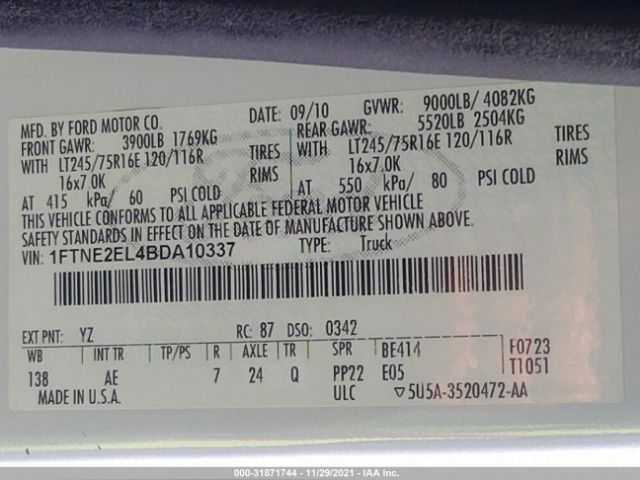 MFD. BY FORD MOTOR CO. DATE: 09/10 GVWR: 9000LB/ 4082KG
FRONT GAWR: 3900LB 1769KG REAR GAWR: 5520LB 2504KG
WITH LT245/75R16E 120/116R TIRES WITH LT245/75R16E 120/116R TIRES
16x7.0K RIMS 16x7.0K RIMS
AT 415 kPa/ 60 PSI COLD AT 550 kPa/ 80 PSI COLD
THIS VEHICLE CONFORMS TO ALL APPLICABLE FEDERAL MOTOR VEHICLE
SAFETY STANDARDS IN EFFECT ON THE DATE OF MANUFACTURE SHOWN ABOVE.
VIN: 1FTNE2EL4BDA10337 TYPE: Truck
EXT PNT: YZ RC: 87 DSO: 0342
WB INT TR TP/PS R AXLE TR SPR BE414 F0723
138 AE 7 24 Q PP22 E05 T1051
MADE IN U.S.A. ULC ▽5U5A-3520472-AA
000-31871744 - 11/29/2021 - IAA Inc.